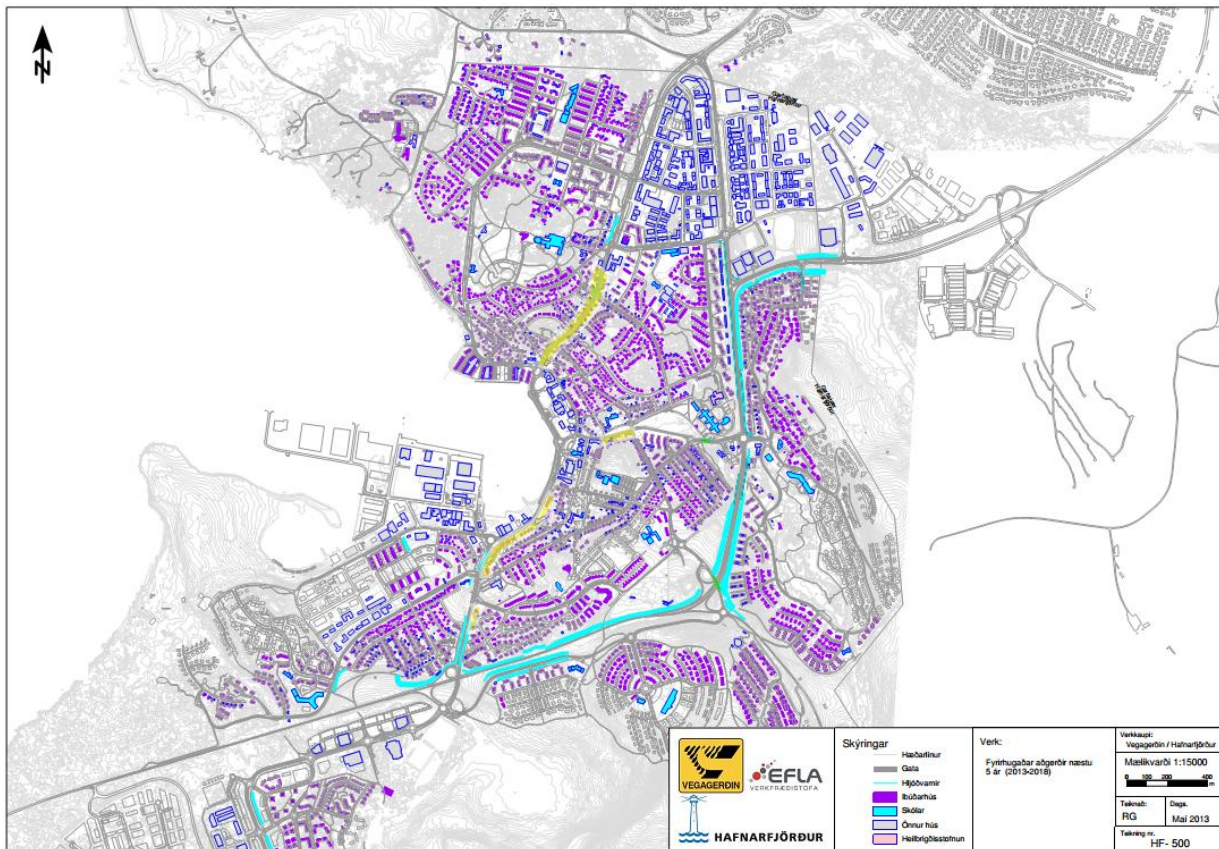 N
VEGAGERÐIN
EFLA
VERKFRÆÐISTOFA
HAFNARFJÖRÐUR
Skýringar
Hæðarlínur
Gata
Hljóðvarnir
Íbúðarhús
Skólar
Önnur hús
Heilbrigðisstofnun
Verk:
Fyrirhugaðar aðgerðir næstu
5 ár (2013-2018)
Verkkaupi:
Vegagerðin / Hafnarfjörður
Mælikvarði 1:15000
0 100 200 400
m
Teiknað:
RG
Dags.
Maí 2013
Teikning nr.
HF- 500